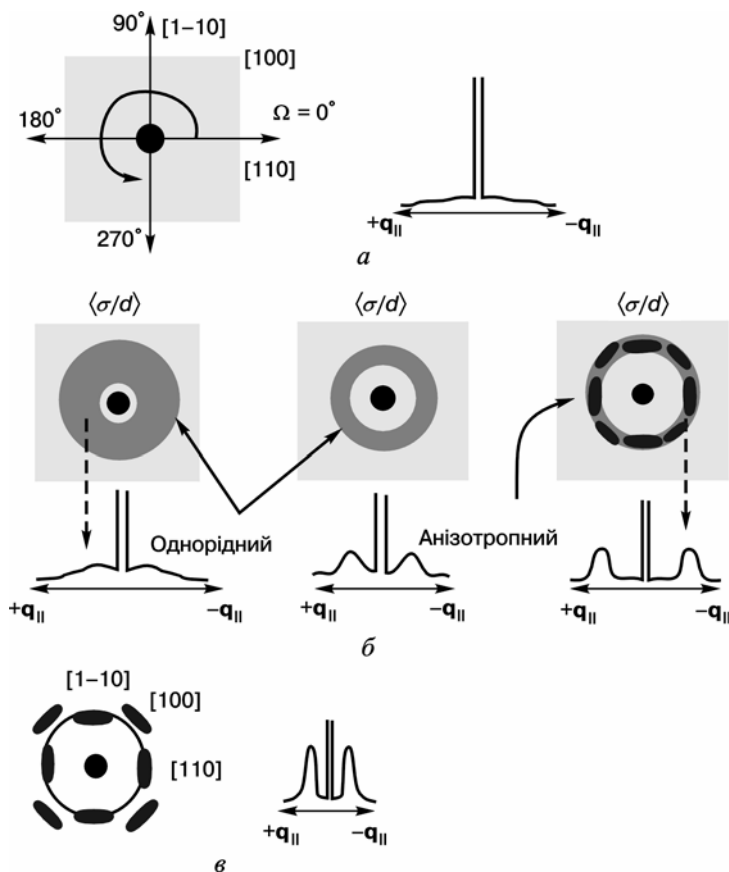 90° [1–10]
[100]
180°
Ω = 0°
[110]
270°
+q||
–q||
а
⟨σ/d⟩
⟨σ/d⟩
⟨σ/d⟩
Однорідний
Анізотропний
+q||
–q||
+q||
–q||
+q||
–q||
б
[1–10]
[100]
[110]
+q||
–q||
в